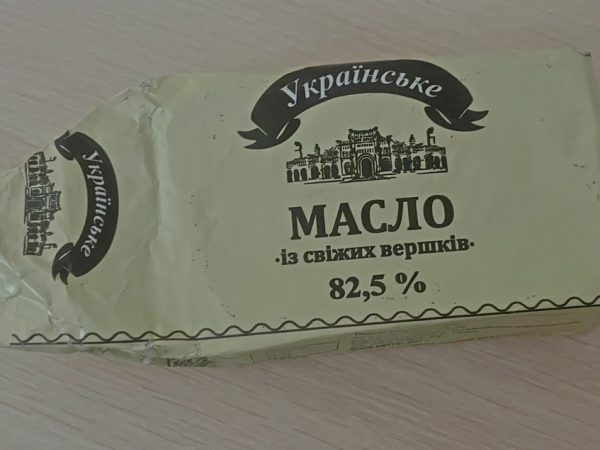 Українське
Українське
МАСЛО
·із свіжих вершків·
82,5 %